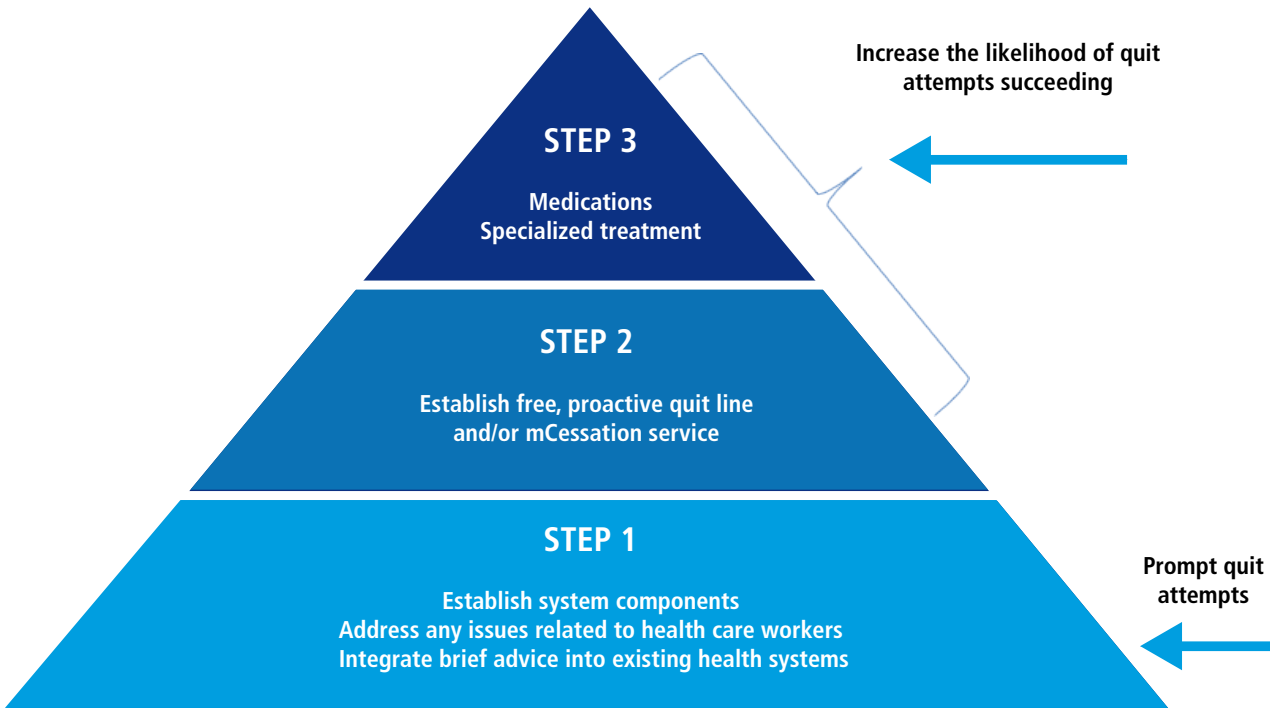 Increase the likelihood of quit
attempts succeeding
STEP 3
Medications
Specialized treatment
STEP 2
Establish free, proactive quit line
and/or mCessation service
STEP 1
Establish system components
Address any issues related to health care workers
Integrate brief advice into existing health systems
Prompt quit
attempts